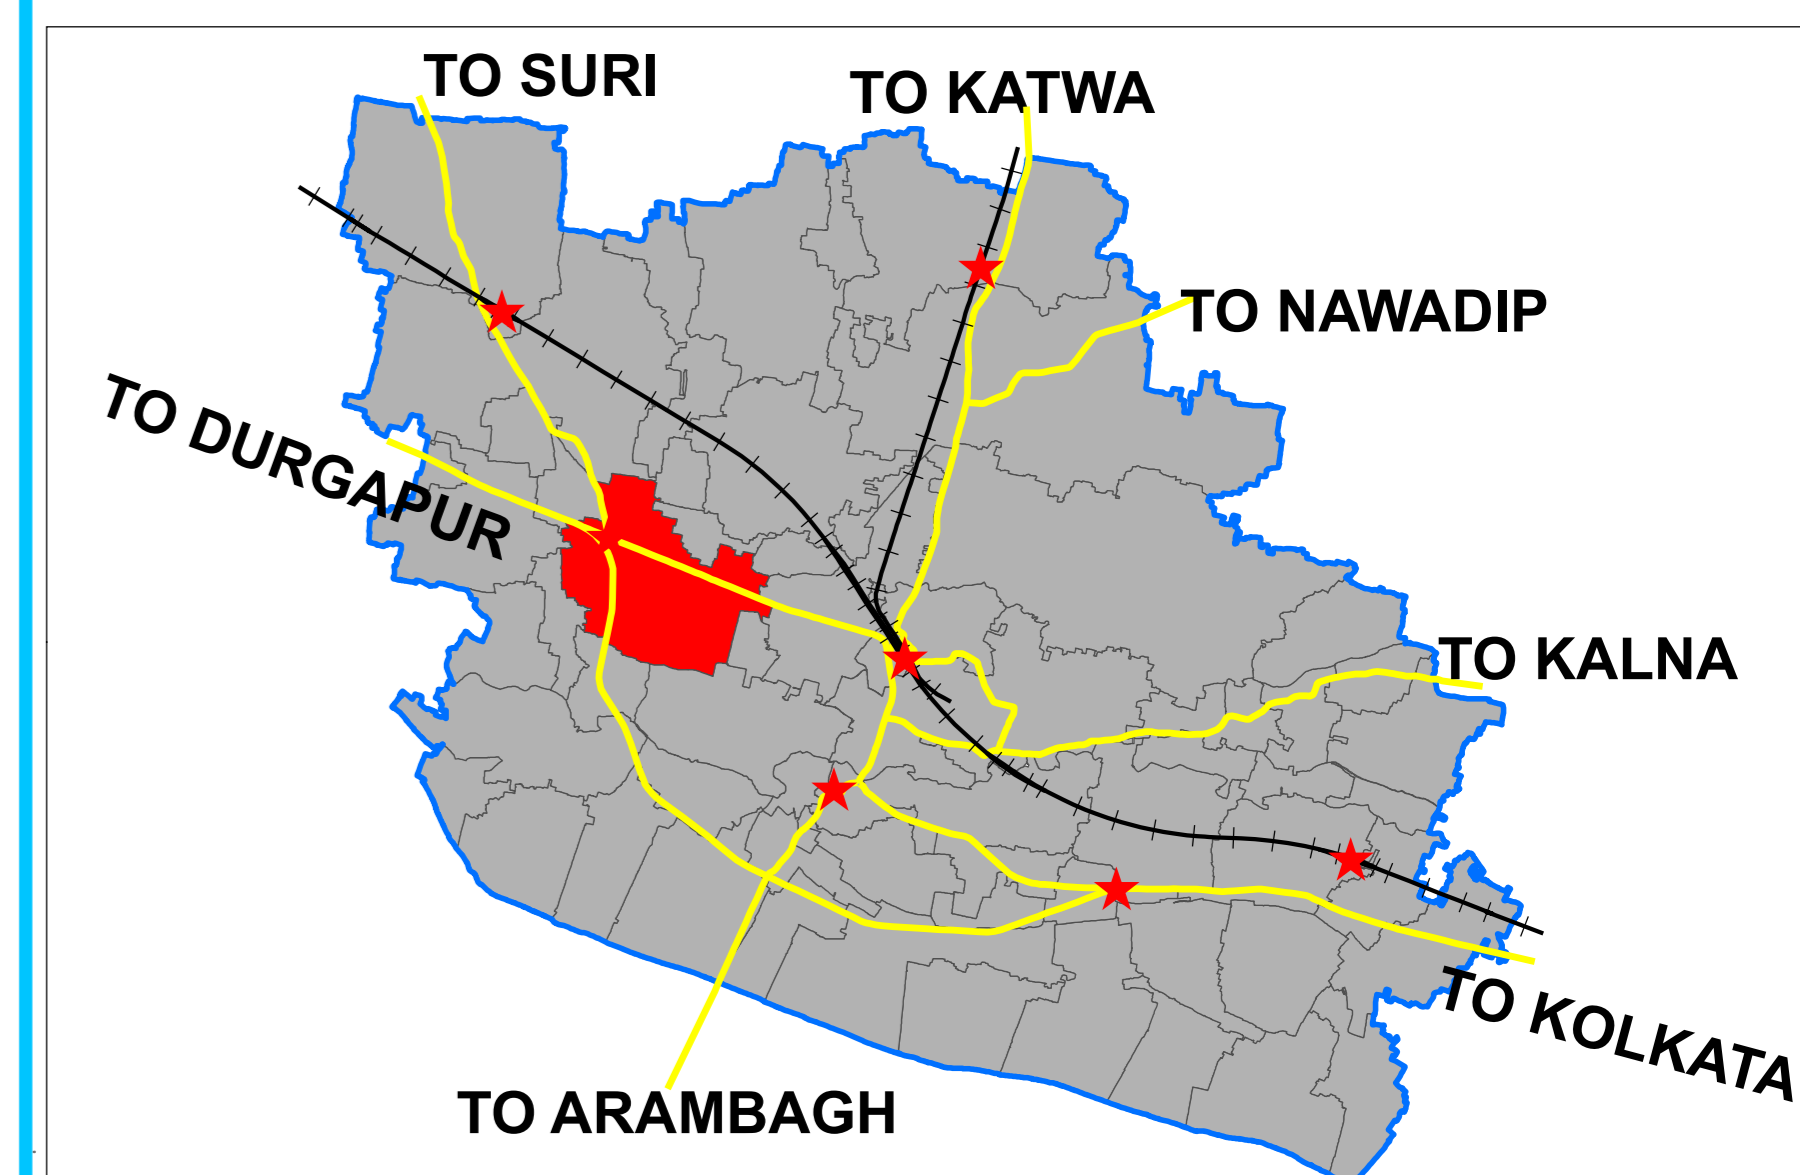 TO SURI
TO KATWA
TO NAWADIP
TO DURGAPUR
TO KALNA
TO KOLKATA
TO ARAMBAGH